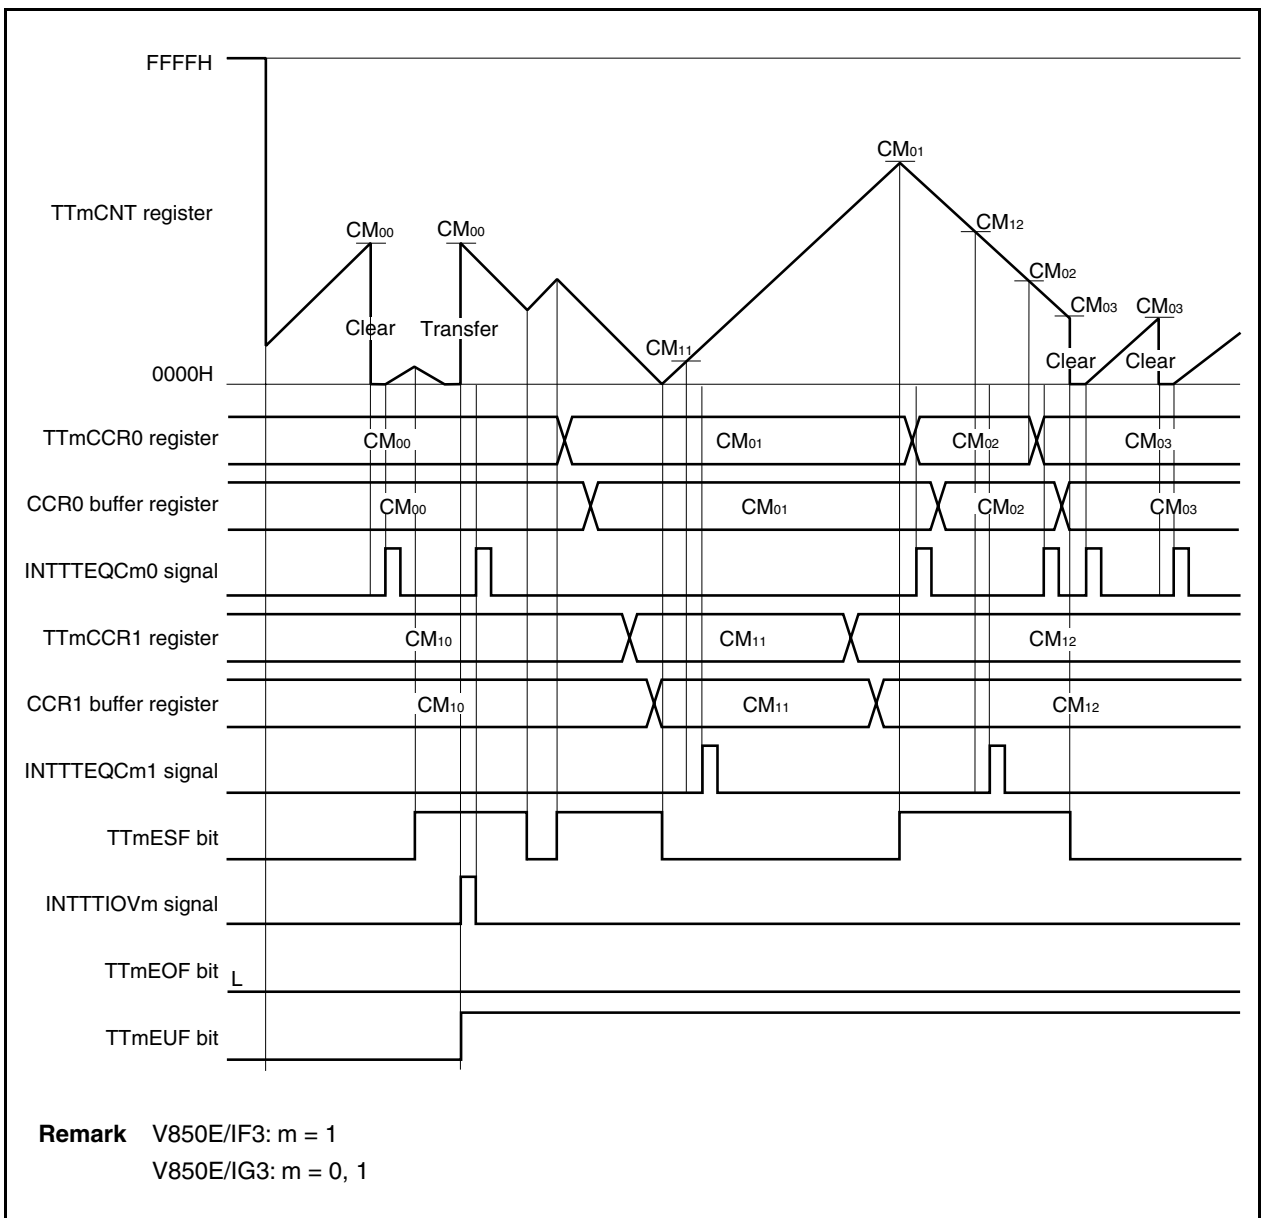 FFFFH
CM01
TTmCNT register
CM12
CM00 CM00
CM02
CM03 CM03
Clear Transfer
CM11
Clear Clear
0000H
TTmCCR0 register CM00 CM01 CM02 CM03
CCR0 buffer register CM00 CM01 CM02 CM03
INTTTEQCm0 signal
TTmCCR1 register CM10 CM11 CM12
CCR1 buffer register CM10 CM11 CM12
INTTTEQCm1 signal
TTmESF bit
INTTTIOVm signal
TTmEOF bit L
TTmEUF bit
Remark V850E/IF3: m = 1
V850E/IG3: m = 0, 1